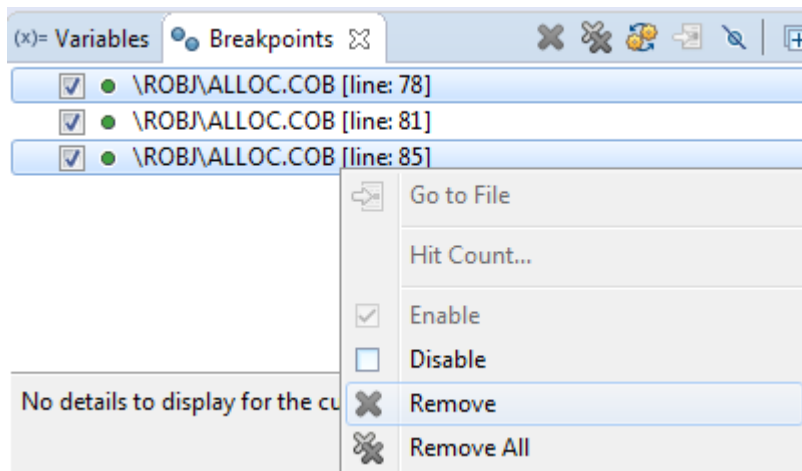 (x)= Variables Breakpoints
\ROBJ\ALLOC.COB [line: 78]
\ROBJ\ALLOC.COB [line: 81]
\ROBJ\ALLOC.COB [line: 85]
Go to File
Hit Count...
Enable
Disable
No details to display for the cu
Remove
Remove All